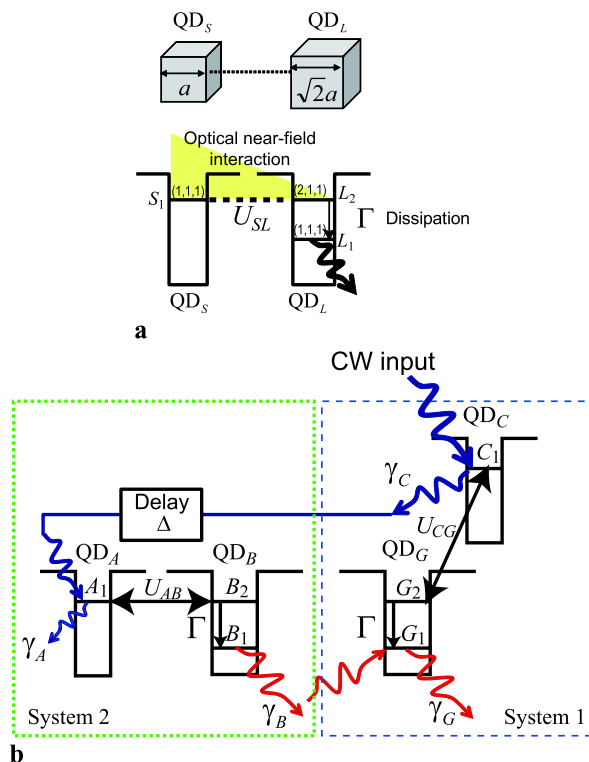 QD_S QD_L
a √2a
Optical near-field
interaction
(1,1,1) (2,1,1)
S_1 U_SL L_2
Γ Dissipation
(1,1,1)
L_1
QD_S QD_L
a
CW input
QD_C
C_1
γ_C
Delay
Δ
U_CG
QD_A QD_B QD_G
A_1 U_AB B_2 G_2
Γ B_1 Γ G_1
γ_A
γ_B γ_G
System 2 System 1
b